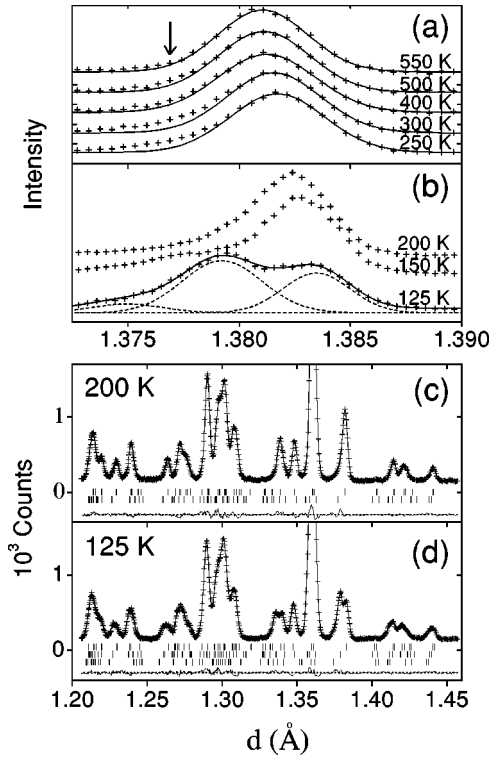 (a)
550 K
500 K
400 K
300 K
250 K
Intensity
(b)
200 K
150 K
125 K
1.375 1.380 1.385 1.390
200 K (c)
1
0
10³ Counts
125 K (d)
1
0
1.20 1.25 1.30 1.35 1.40 1.45
d (Å)